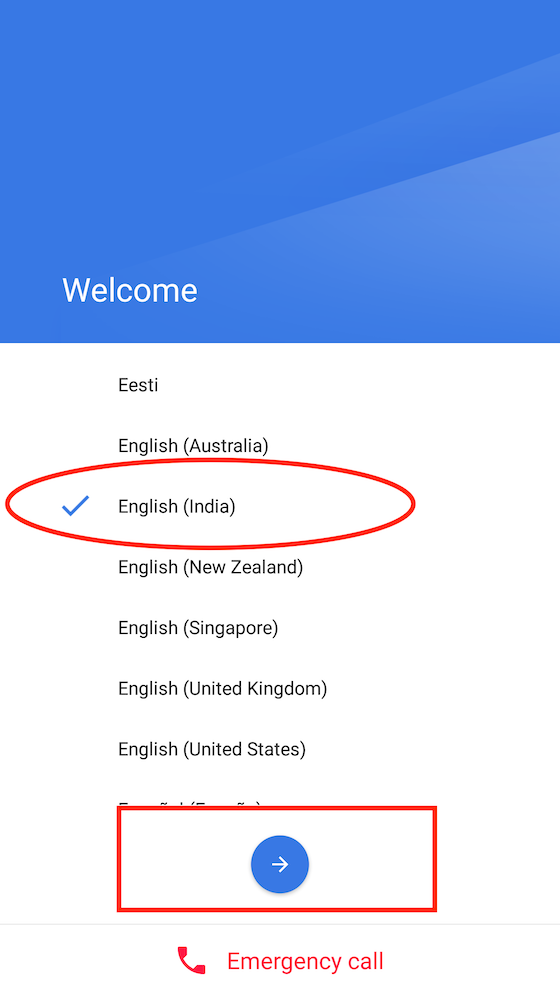 Welcome
Eesti
English (Australia)
English (India)
English (New Zealand)
English (Singapore)
English (United Kingdom)
English (United States)
Emergency call